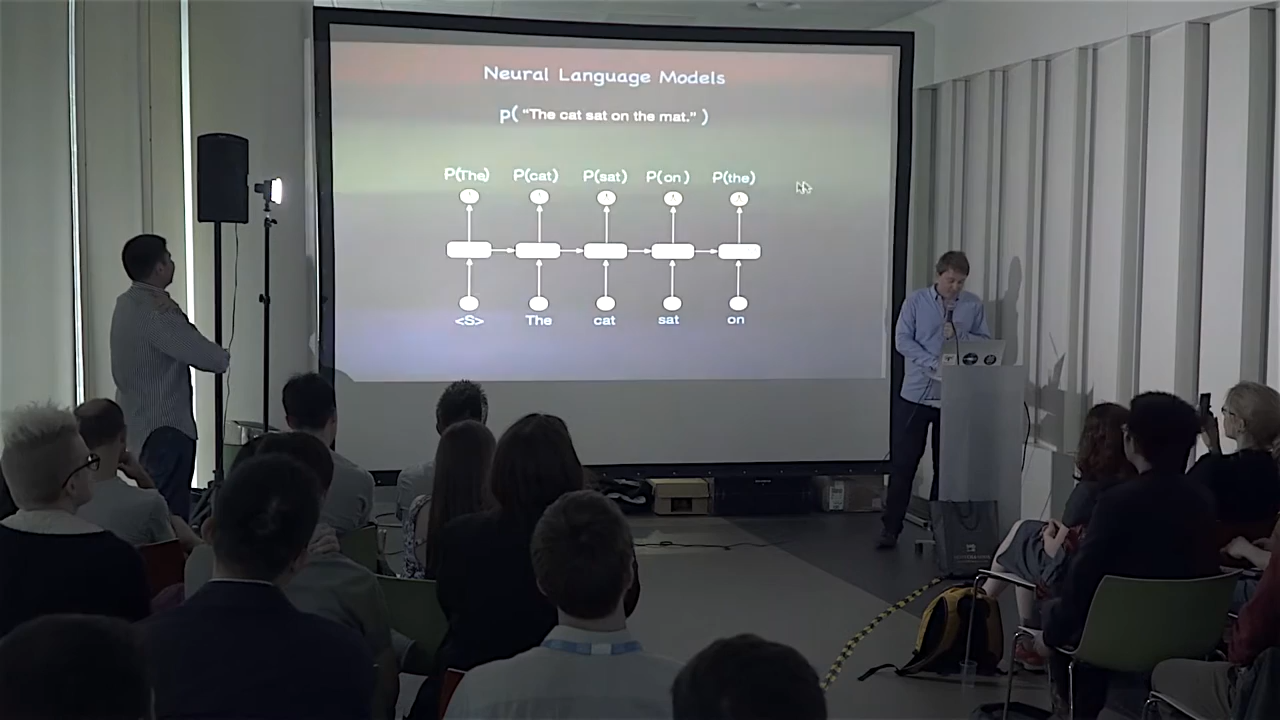 Neural Language Models
P( “The cat sat on the mat.” )
P(The) P(cat) P(sat) P(on) P(the)
<S> The cat sat on